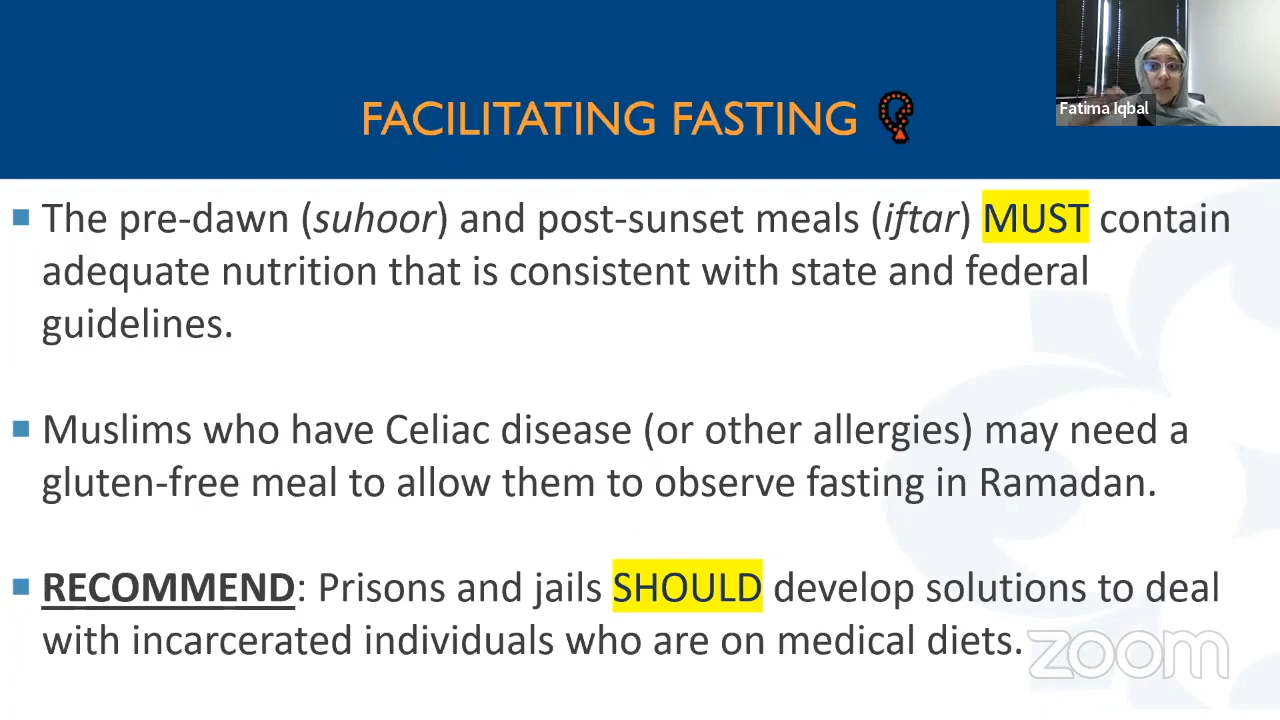 Fatima Iqbal
FACILITATING FASTING
▪ The pre-dawn (suhoor) and post-sunset meals (iftar) MUST contain
adequate nutrition that is consistent with state and federal
guidelines.
▪ Muslims who have Celiac disease (or other allergies) may need a
gluten-free meal to allow them to observe fasting in Ramadan.
▪ RECOMMEND: Prisons and jails SHOULD develop solutions to deal
with incarcerated individuals who are on medical diets.
zoom